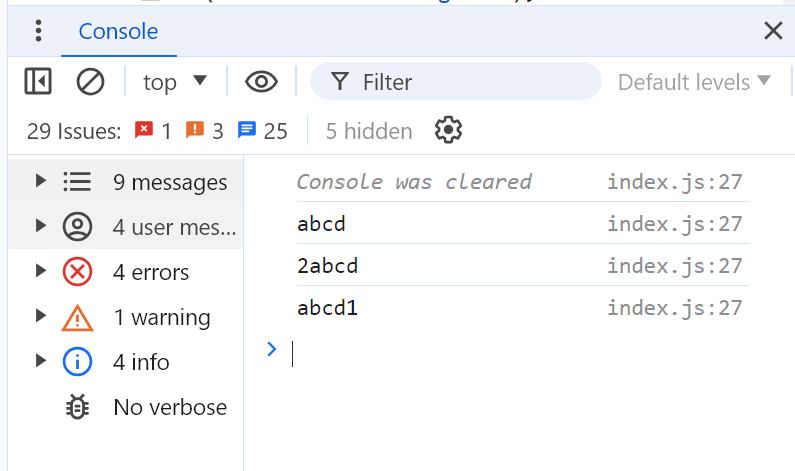 Console
top
Filter
Default levels
29 Issues: 1 3 25
5 hidden
9 messages
4 user mes...
4 errors
1 warning
4 info
No verbose
Console was cleared index.js:27
abcd index.js:27
2abcd index.js:27
abcd1 index.js:27